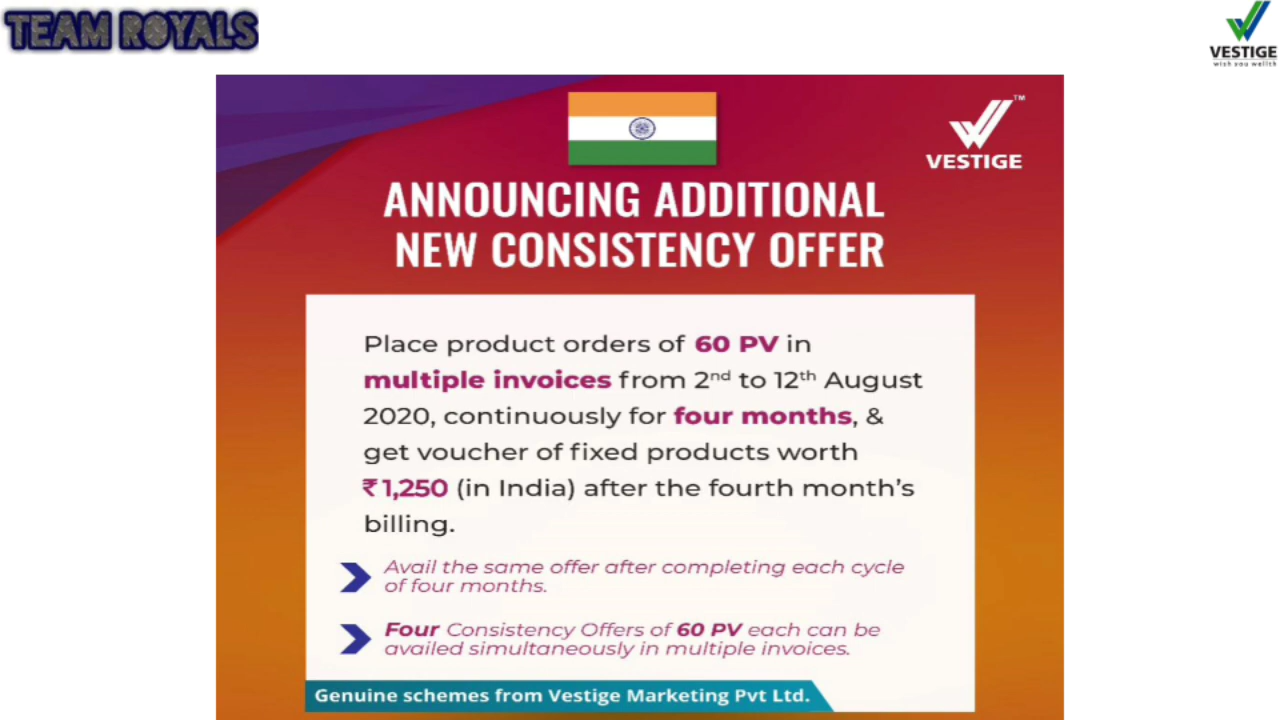 TEAM ROYALS
VESTIGE
wish you wellth
TM
VESTIGE
ANNOUNCING ADDITIONAL
NEW CONSISTENCY OFFER
Place product orders of 60 PV in
multiple invoices from 2nd to 12th August
2020, continuously for four months, &
get voucher of fixed products worth
₹1,250 (in India) after the fourth month's
billing.
Avail the same offer after completing each cycle
of four months.
Four Consistency Offers of 60 PV each can be
availed simultaneously in multiple invoices.
Genuine schemes from Vestige Marketing Pvt Ltd.